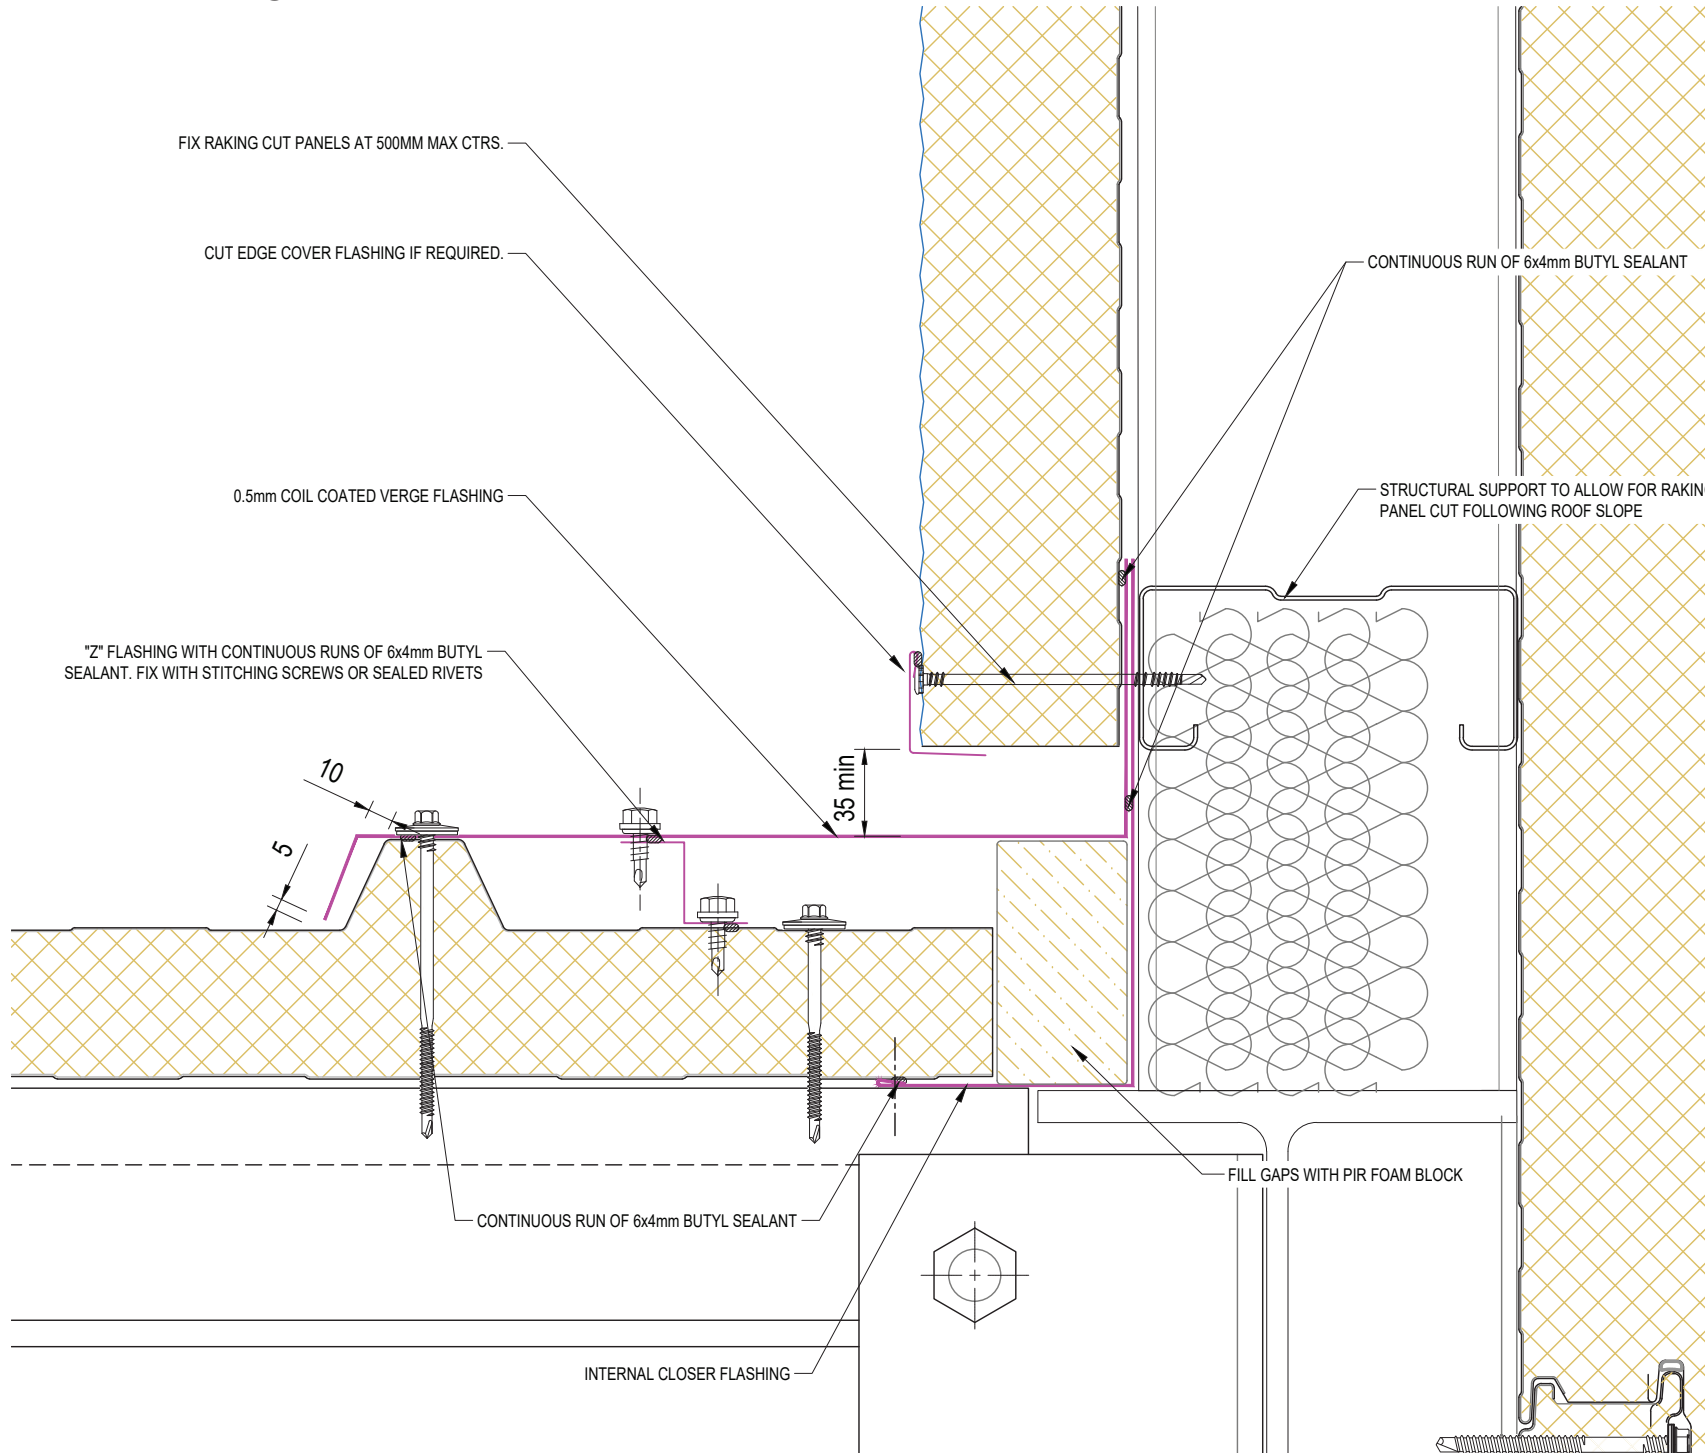 FIX RAKING CUT PANELS AT 500MM MAX CTRS.
CUT EDGE COVER FLASHING IF REQUIRED.
CONTINUOUS RUN OF 6x4mm BUTYL SEALANT
0.5mm COIL COATED VERGE FLASHING
STRUCTURAL SUPPORT TO ALLOW FOR
PANEL CUT FOLLOWING ROOF SLOPE
"Z" FLASHING WITH CONTINUOUS RUNS OF 6x4mm BUTYL
SEALANT. FIX WITH STITCHING SCREWS OR SEALED RIVETS
35 min
10
5
FILL GAPS WITH PIR FOAM BLOCK
CONTINUOUS RUN OF 6x4mm BUTYL SEALANT
INTERNAL CLOSER FLASHING